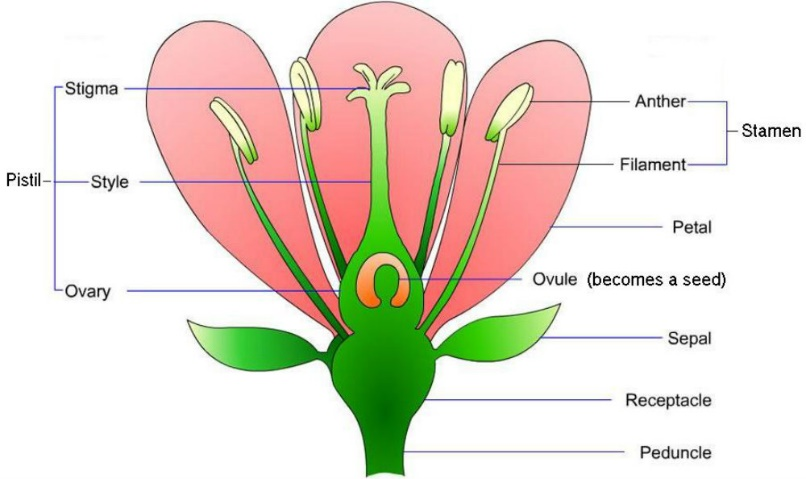 Stigma
Anther
Stamen
Filament
Pistil
Style
Petal
Ovule (becomes a seed)
Ovary
Sepal
Receptacle
Peduncle